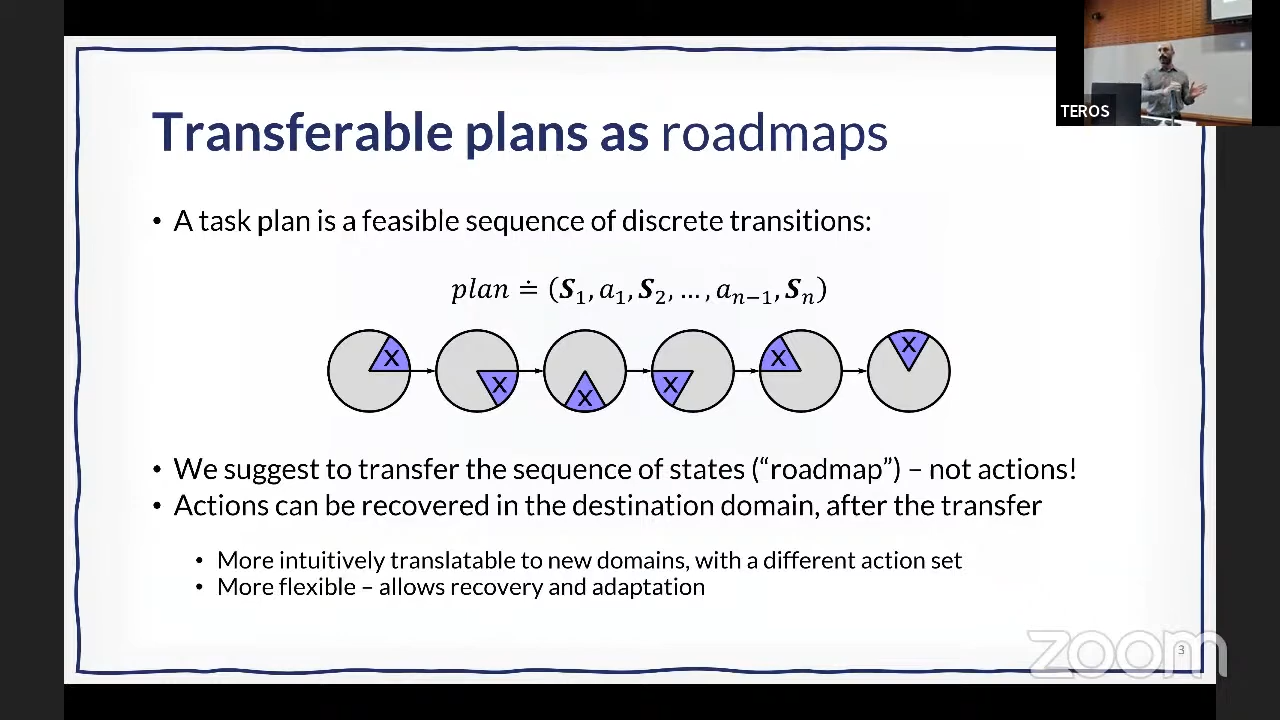 TEROS
Transferable plans as roadmaps
• A task plan is a feasible sequence of discrete transitions:
plan ≐ (S₁, a₁, S₂, … , aₙ₋₁, Sₙ)
X X X X X X
• We suggest to transfer the sequence of states (“roadmap”) – not actions!
• Actions can be recovered in the destination domain, after the transfer
• More intuitively translatable to new domains, with a different action set
• More flexible – allows recovery and adaptation
zoom
3